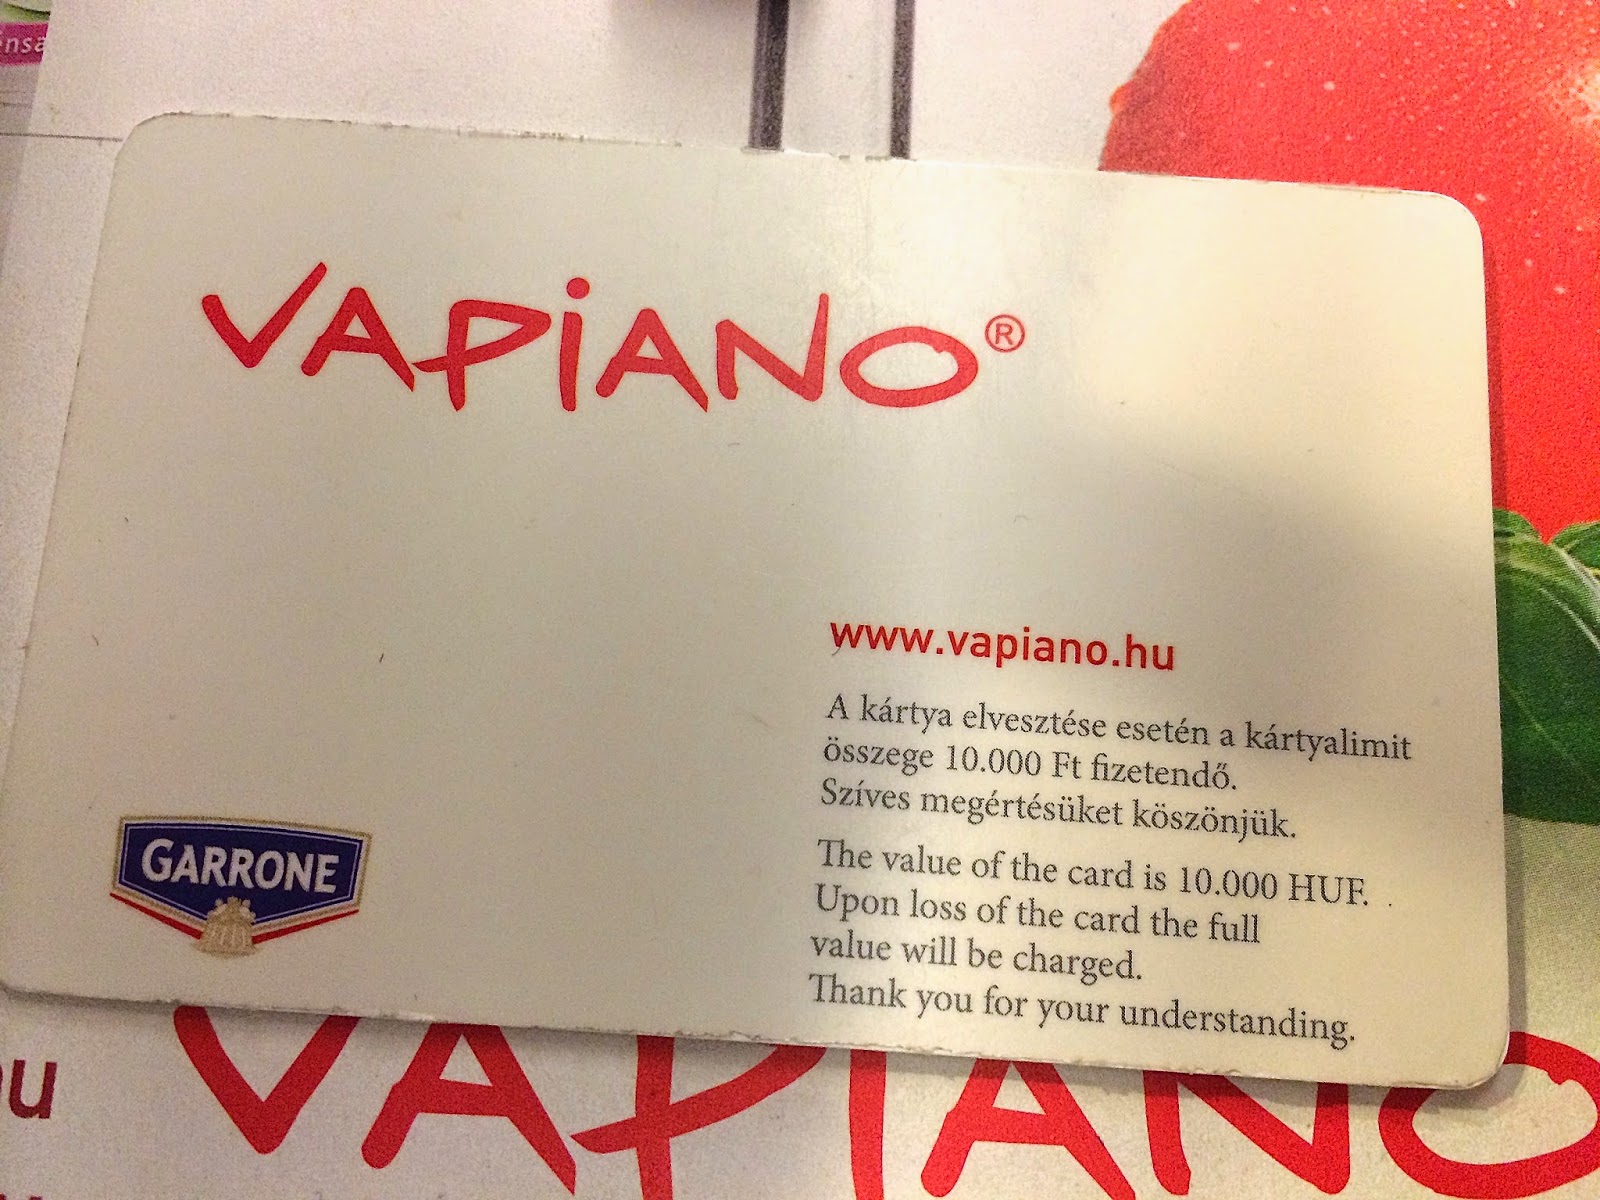 énsa
VAPIANO®
www.vapiano.hu
A kártya elvesztése esetén a kártyalimit
összege 10.000 Ft fizetendő.
Szíves megértésüket köszönjük.
The value of the card is 10.000 HUF.
Upon loss of the card the full
value will be charged.
Thank you for your understanding.
GARRONE
VAPIANO